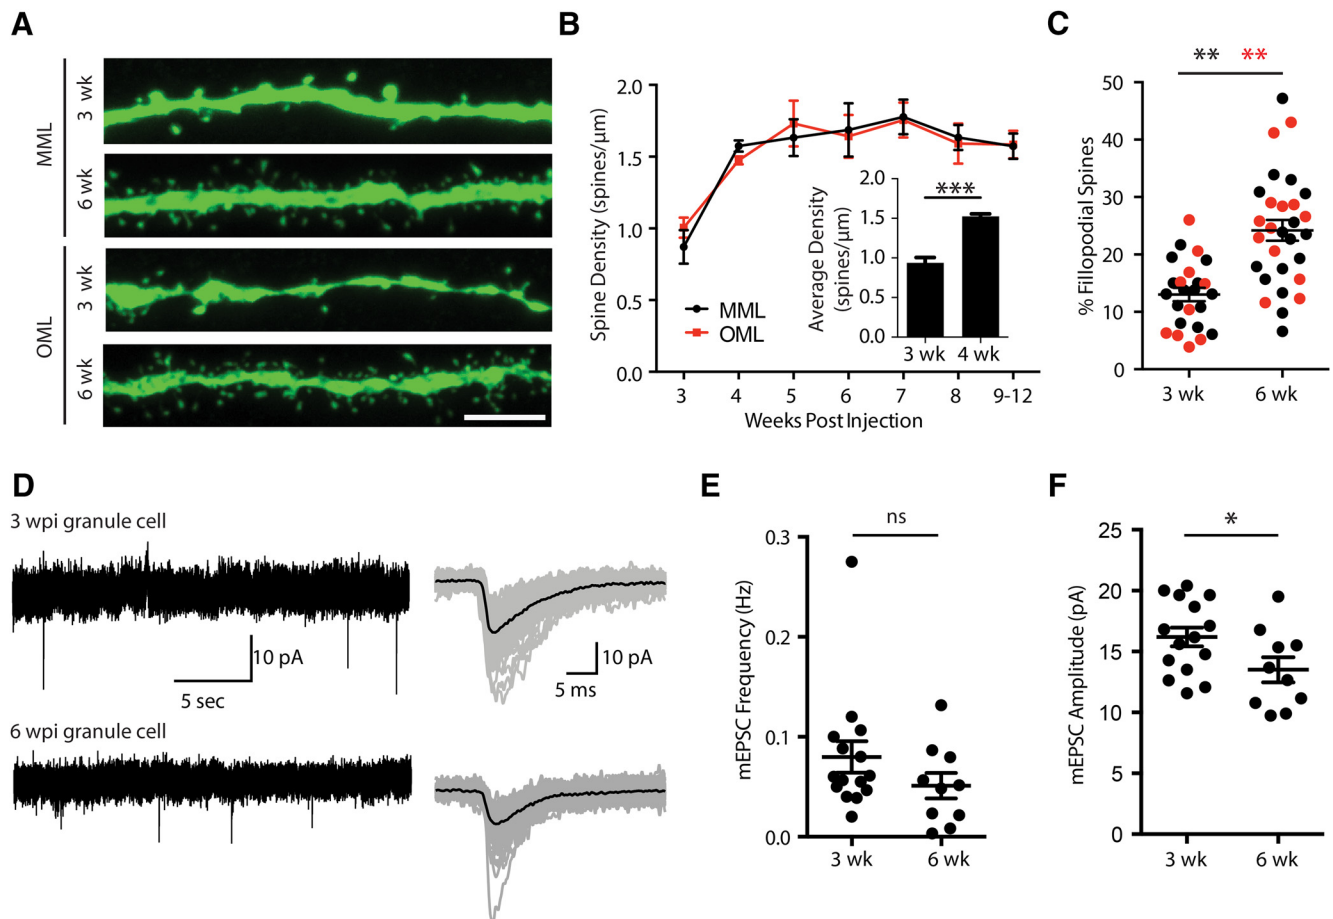 A
MML
3 wk
6 wk
OML
3 wk
6 wk
B
Spine Density (spines/μm)
2.0
1.5
1.0
0.5
0.0
MML
OML
3
4
5
6
7
8
9-12
Weeks Post Injection
Average Density
(spines/μm)
2.0
1.5
1.0
0.5
0.0
***
3 wk
4 wk
C
** **
% Fillopodial Spines
50
40
30
20
10
0
3 wk
6 wk
D
3 wpi granule cell
10 pA
5 sec
10 pA
5 ms
6 wpi granule cell
E
ns
mEPSC Frequency (Hz)
0.3
0.2
0.1
0.0
3 wk
6 wk
F
*
mEPSC Amplitude (pA)
25
20
15
10
5
0
3 wk
6 wk